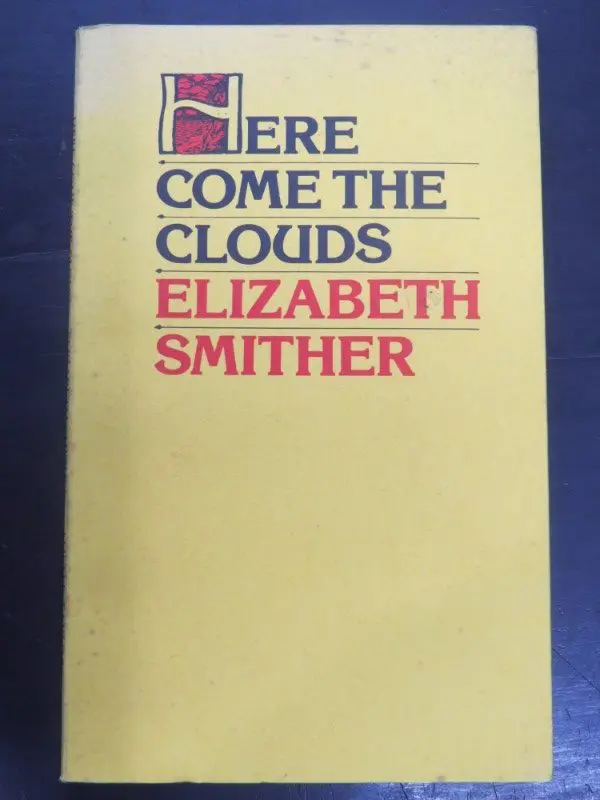 HERE
COME THE
CLOUDS
ELIZABETH
SMITHER